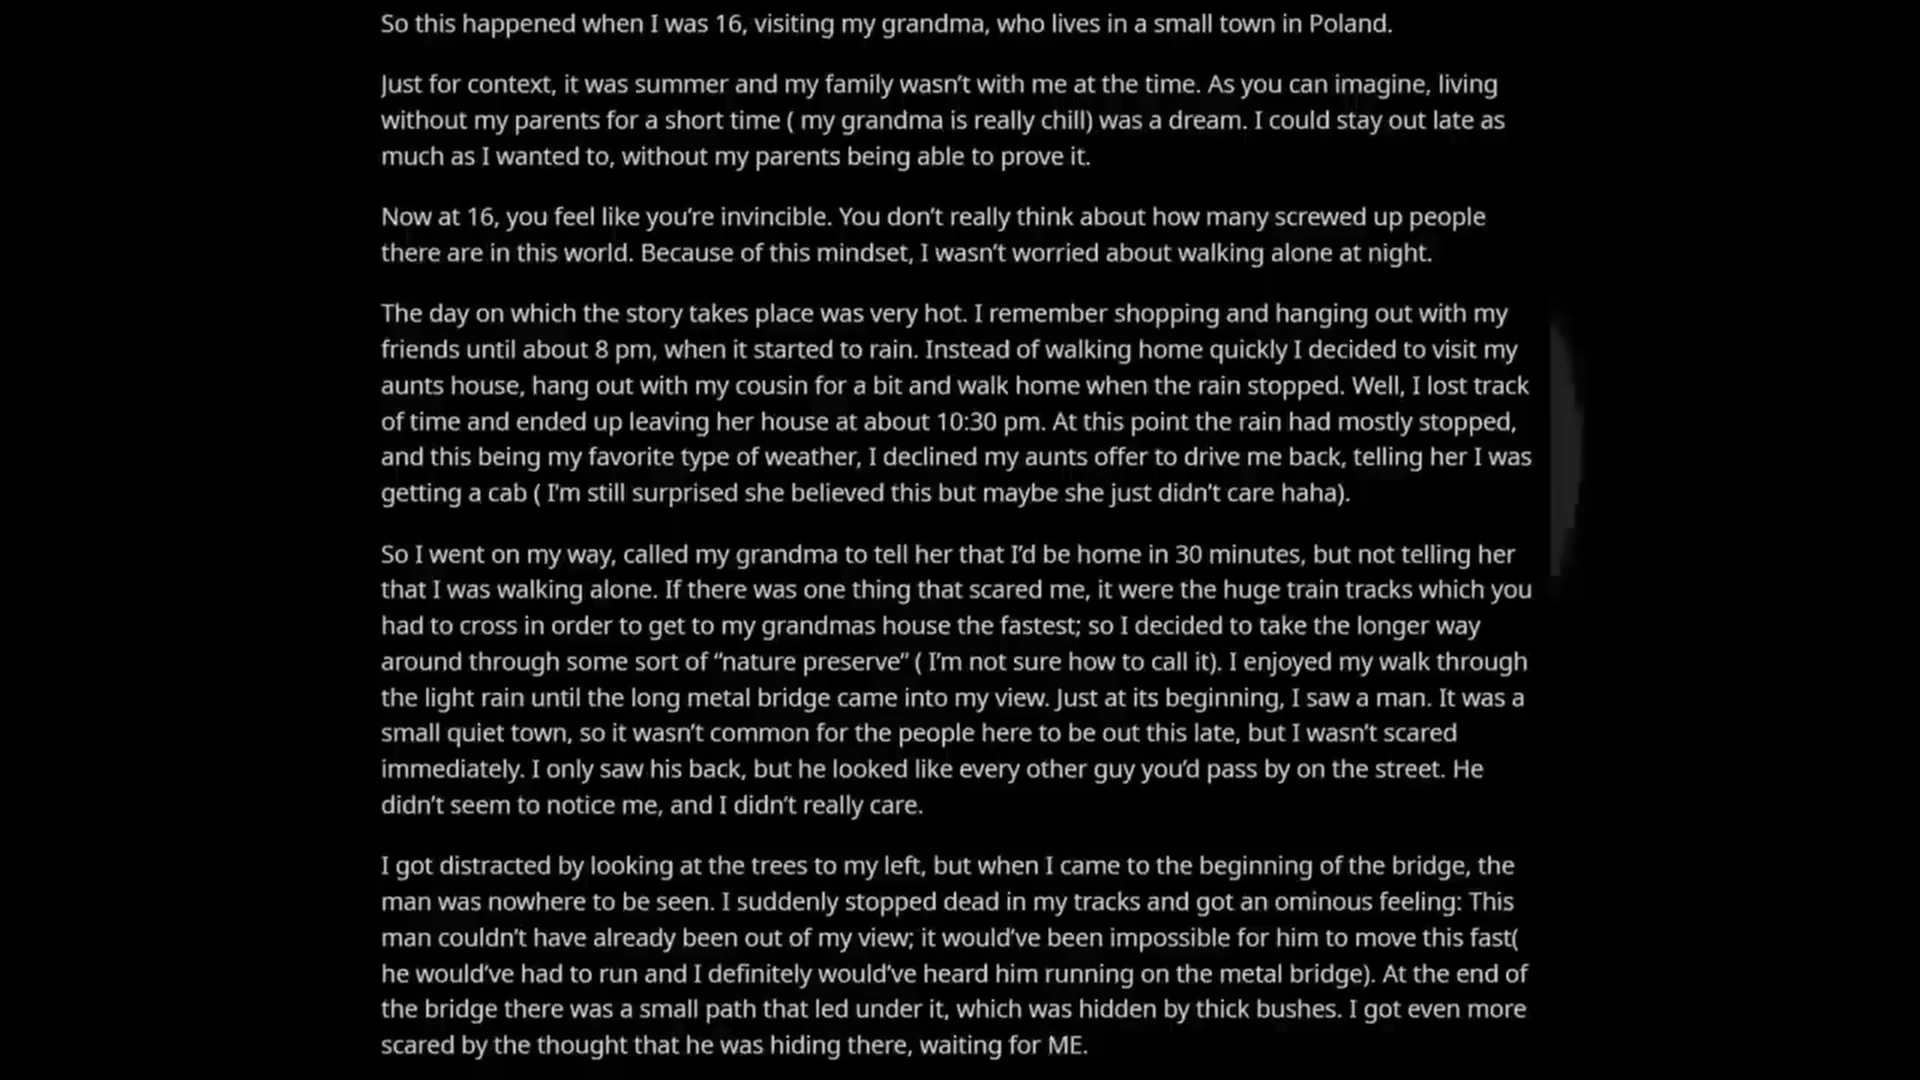 So this happened when I was 16, visiting my grandma, who lives in a small town in Poland.
Just for context, it was summer and my family wasn't with me at the time. As you can imagine, living
without my parents for a short time ( my grandma is really chill) was a dream. I could stay out late as
much as I wanted to, without my parents being able to prove it.
Now at 16, you feel like you're invincible. You don't really think about how many screwed up people
there are in this world. Because of this mindset, I wasn't worried about walking alone at night.
The day on which the story takes place was very hot. I remember shopping and hanging out with my
friends until about 8 pm, when it started to rain. Instead of walking home quickly I decided to visit my
aunts house, hang out with my cousin for a bit and walk home when the rain stopped. Well, I lost track
of time and ended up leaving her house at about 10:30 pm. At this point the rain had mostly stopped,
and this being my favorite type of weather, I declined my aunts offer to drive me back, telling her I was
getting a cab ( I'm still surprised she believed this but maybe she just didn't care haha).
So I went on my way, called my grandma to tell her that I'd be home in 30 minutes, but not telling her
that I was walking alone. If there was one thing that scared me, it were the huge train tracks which you
had to cross in order to get to my grandmas house the fastest; so I decided to take the longer way
around through some sort of “nature preserve” ( I'm not sure how to call it). I enjoyed my walk through
the light rain until the long metal bridge came into my view. Just at its beginning, I saw a man. It was a
small quiet town, so it wasn't common for the people here to be out this late, but I wasn't scared
immediately. I only saw his back, but he looked like every other guy you'd pass by on the street. He
didn't seem to notice me, and I didn't really care.
I got distracted by looking at the trees to my left, but when I came to the beginning of the bridge, the
man was nowhere to be seen. I suddenly stopped dead in my tracks and got an ominous feeling: This
man couldn't have already been out of my view; it would've been impossible for him to move this fast(
he would've had to run and I definitely would've heard him running on the metal bridge). At the end of
the bridge there was a small path that led under it, which was hidden by thick bushes. I got even more
scared by the thought that he was hiding there, waiting for ME.